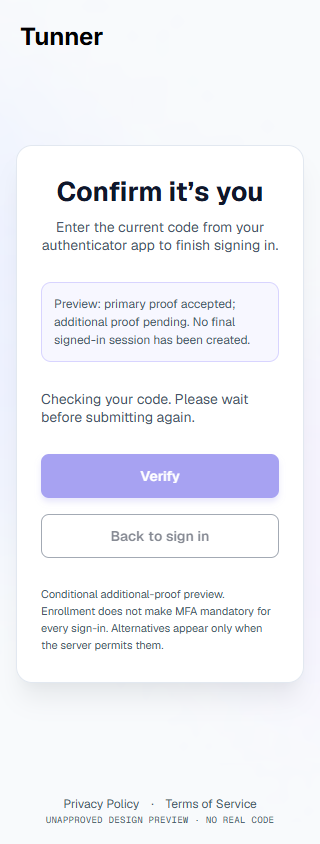 Tunner
Confirm it’s you
Enter the current code from your
authenticator app to finish signing in.
Preview: primary proof accepted;
additional proof pending. No final
signed-in session has been created.
Checking your code. Please wait
before submitting again.
Verify
Back to sign in
Conditional additional-proof preview.
Enrollment does not make MFA mandatory for
every sign-in. Alternatives appear only when
the server permits them.
Privacy Policy · Terms of Service
UNAPPROVED DESIGN PREVIEW · NO REAL CODE